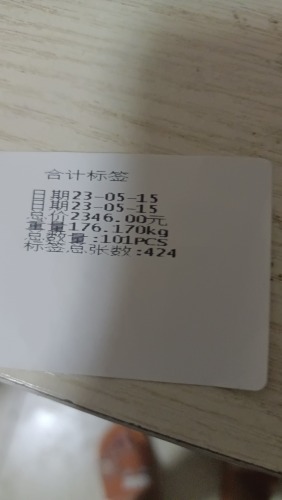 合计标签
日期23-05-15
日期23-05-15
总价2346.00元
重量176.170kg
总数量:101PCS
标签总张数:424